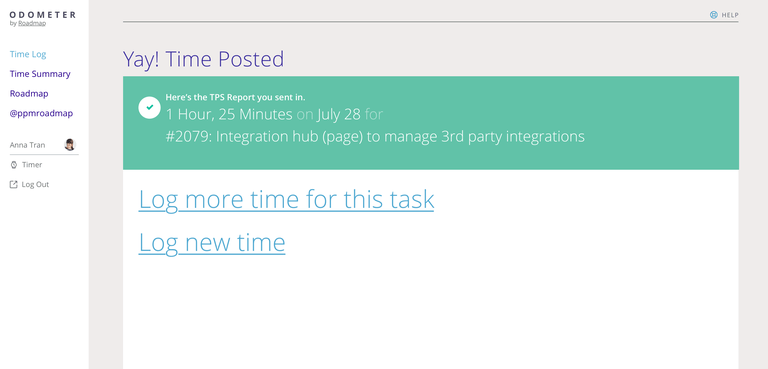 ODOMETER
by Roadmap
Time Log
Time Summary
Roadmap
@ppmroadmap
Anna Tran
Timer
Log Out
HELP
Yay! Time Posted
Here's the TPS Report you sent in.
1 Hour, 25 Minutes on July 28 for
#2079: Integration hub (page) to manage 3rd party integrations
Log more time for this task
Log new time